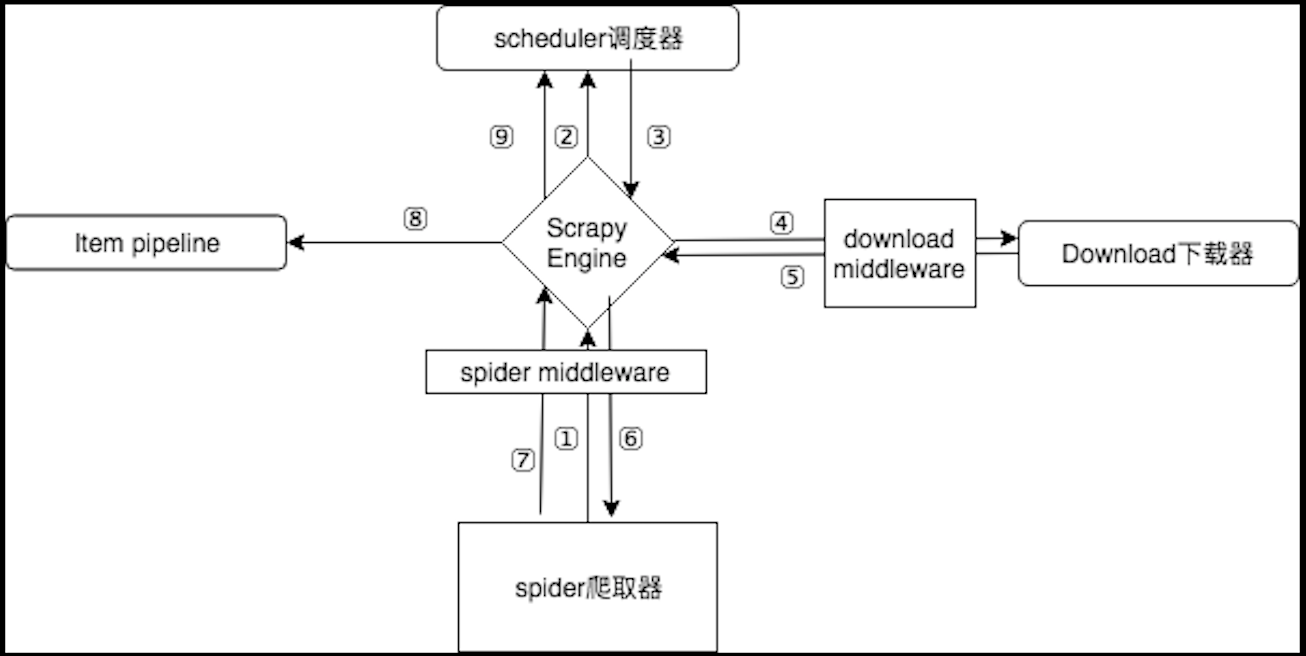 scheduler调度器
⑨
②
③
⑧
④
Item pipeline
Scrapy
Engine
download
middleware
Download下载器
⑤
spider middleware
⑦
①
⑥
spider爬取器